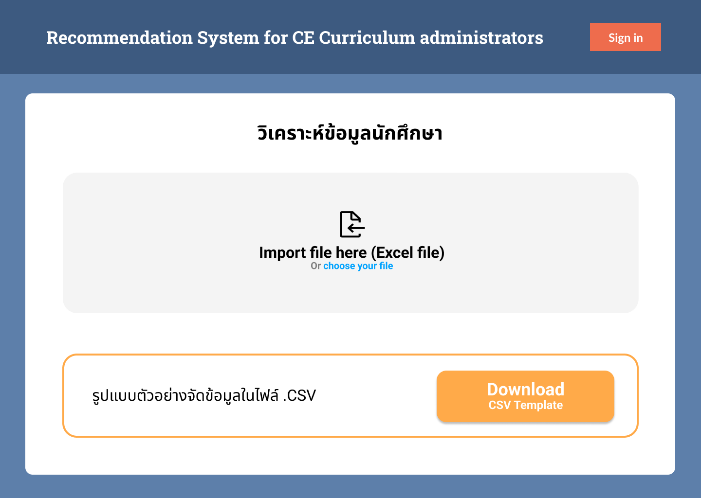 Recommendation System for CE Curriculum administrators
Sign in
วิเคราะห์ข้อมูลนักศึกษา
Import file here (Excel file)
Or choose your file
รูปแบบตัวอย่างจัดข้อมูลในไฟล์ .CSV
Download
CSV Template